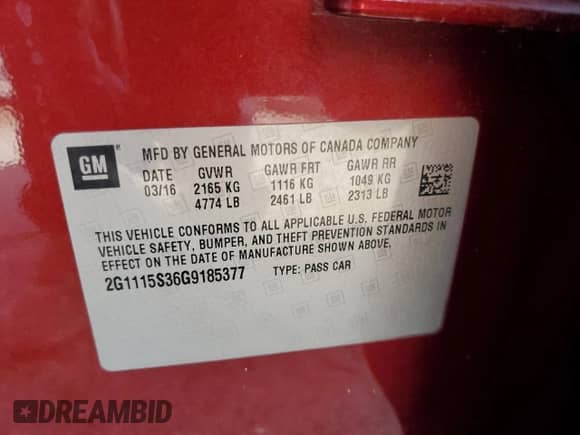 GM
MFD BY GENERAL MOTORS OF CANADA COMPANY
DATE GVWR GAWR FRT GAWR RR
03/16 2165 KG 1116 KG 1049 KG
4774 LB 2461 LB 2313 LB
THIS VEHICLE CONFORMS TO ALL APPLICABLE U.S. FEDERAL MOTOR
VEHICLE SAFETY, BUMPER, AND THEFT PREVENTION STANDARDS IN
EFFECT ON THE DATE OF MANUFACTURE SHOWN ABOVE.
2G1115S36G9185377 TYPE: PASS CAR
DREAMBID